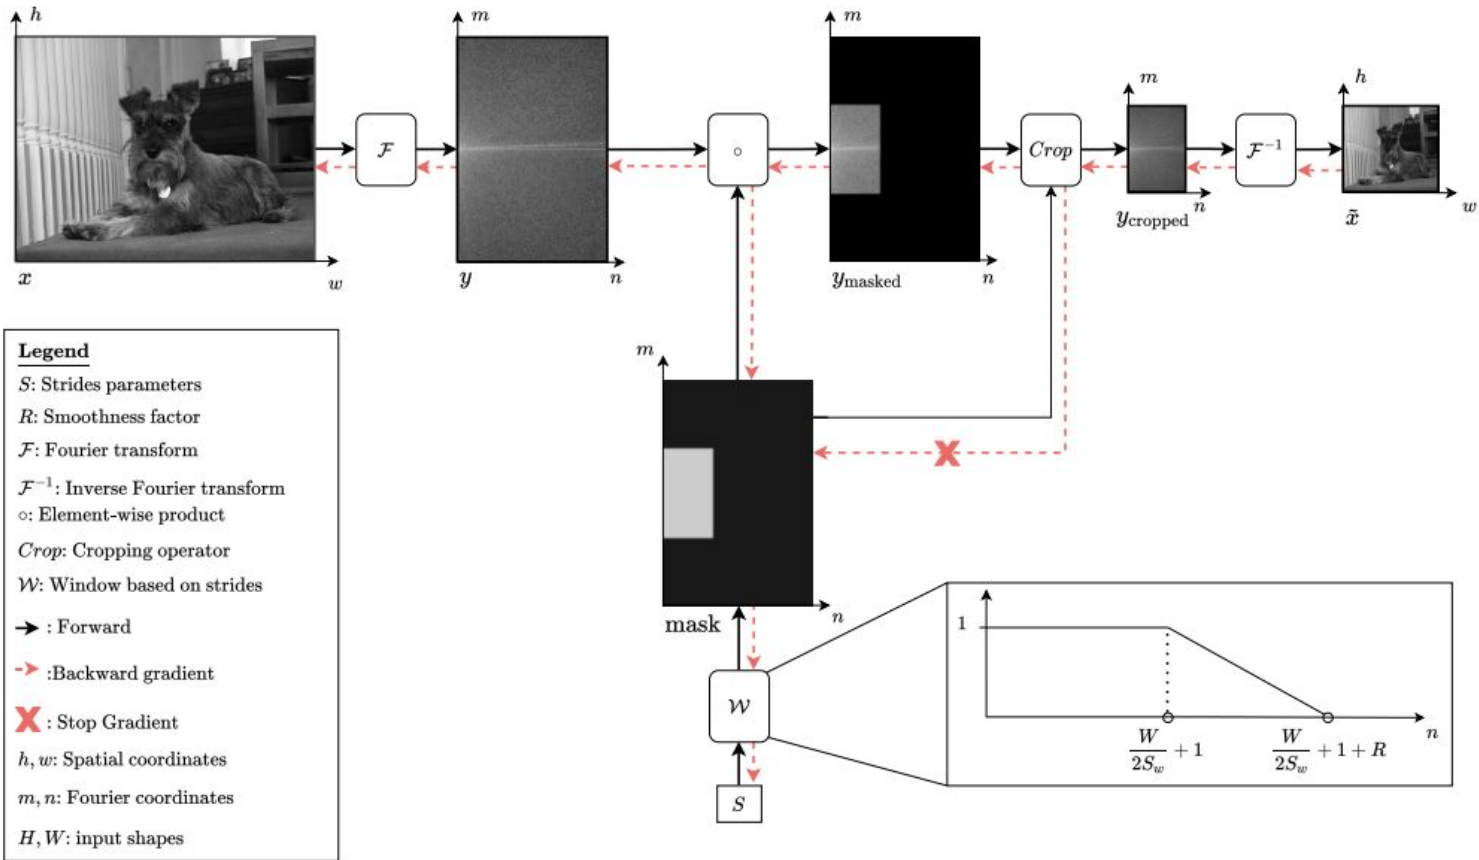 h
m
m
m
h
𝓕
∘
Crop
𝓕⁻¹
x
w
y
n
y_masked
n
y_cropped
n
x̃
w
m
Legend
S: Strides parameters
R: Smoothness factor
𝓕: Fourier transform
𝓕⁻¹: Inverse Fourier transform
∘: Element-wise product
Crop: Cropping operator
𝓦: Window based on strides
: Forward
:Backward gradient
X : Stop Gradient
h, w: Spatial coordinates
m, n: Fourier coordinates
H, W: input shapes
X
mask
n
𝓦
S
1
n
W/2S_w + 1
W/2S_w + 1 + R